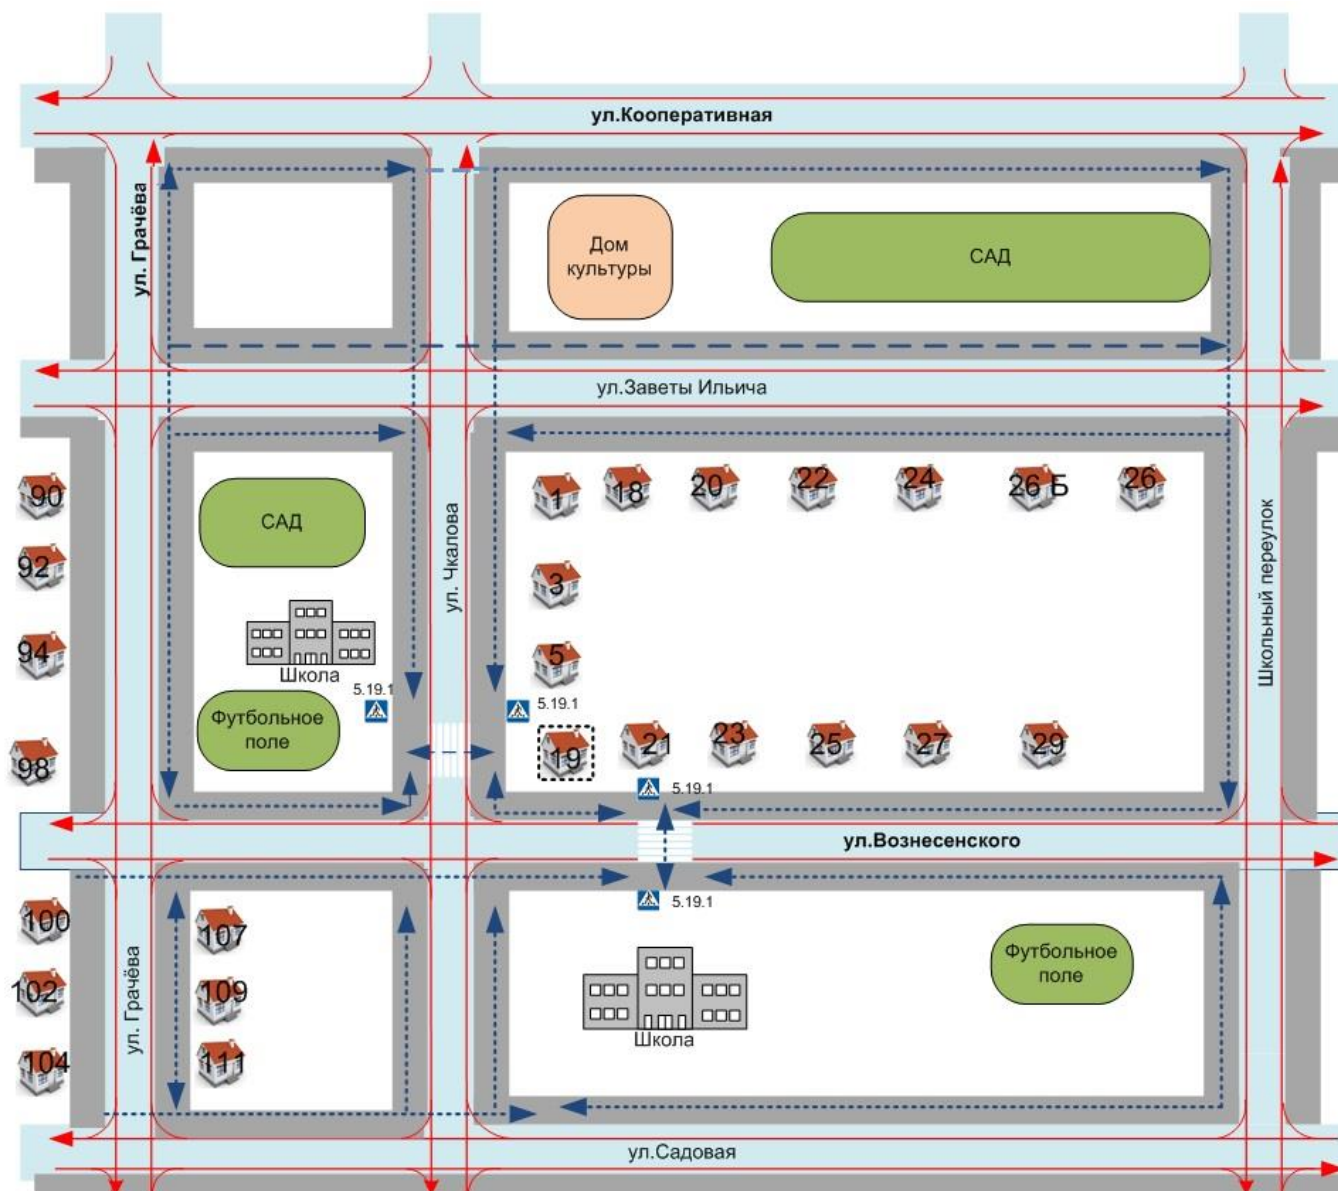 ул.Кооперативная
ул. Грачёва
Дом
культуры
САД
ул.Заветы Ильича
90
92
94
98
САД
Школа
5.19.1
Футбольное
поле
ул. Чкалова
1
18
20
22
24
26 Б
26
3
5
5.19.1
19
21
23
25
27
29
Школьный переулок
5.19.1
ул.Вознесенского
100
102
104
ул. Грачёва
107
109
111
5.19.1
Школа
Футбольное
поле
ул.Садовая